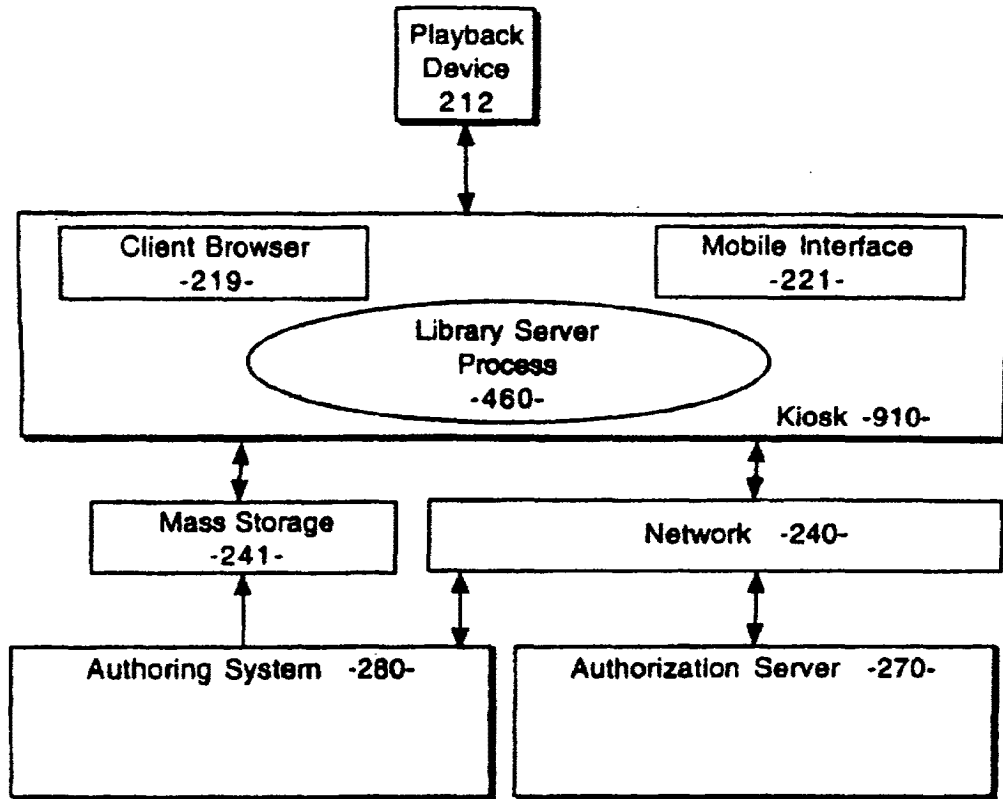 Playback
Device
212
Client Browser
-219-
Mobile Interface
-221-
Library Server
Process
-460-
Kiosk -910-
Mass Storage
-241-
Network -240-
Authoring System -280-
Authorization Server -270-